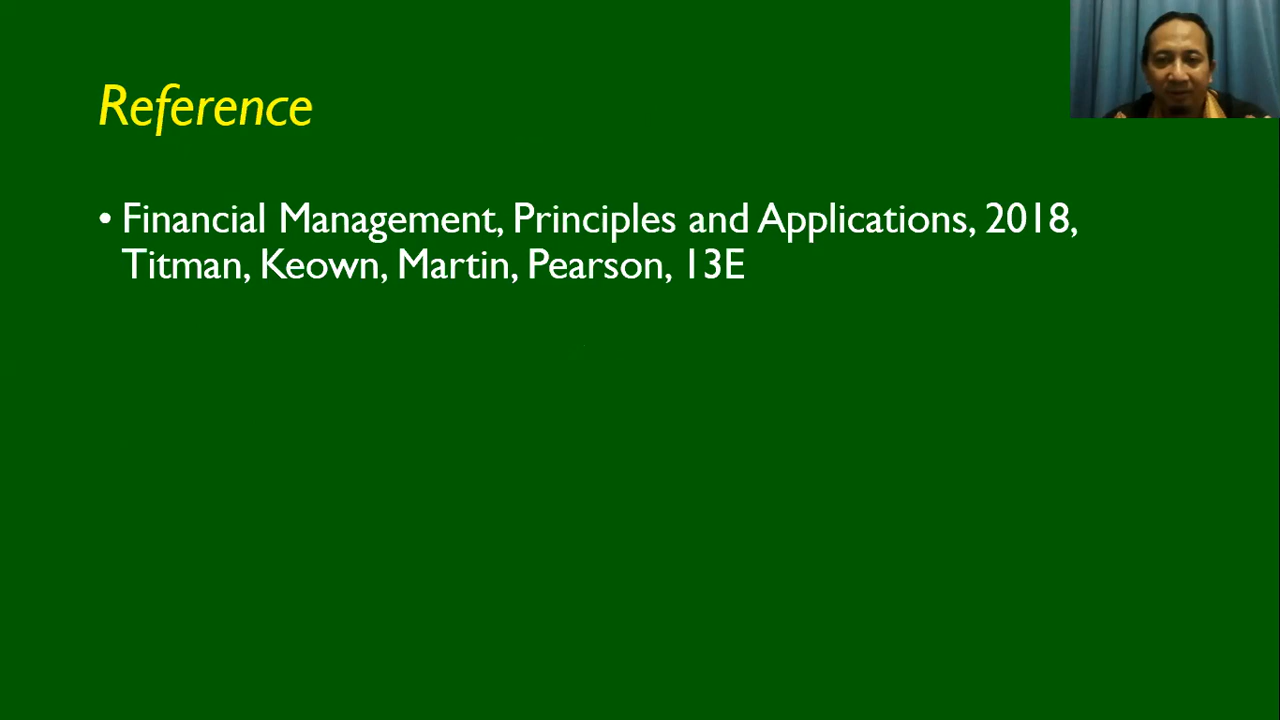 Reference
• Financial Management, Principles and Applications, 2018,
Titman, Keown, Martin, Pearson, 13E